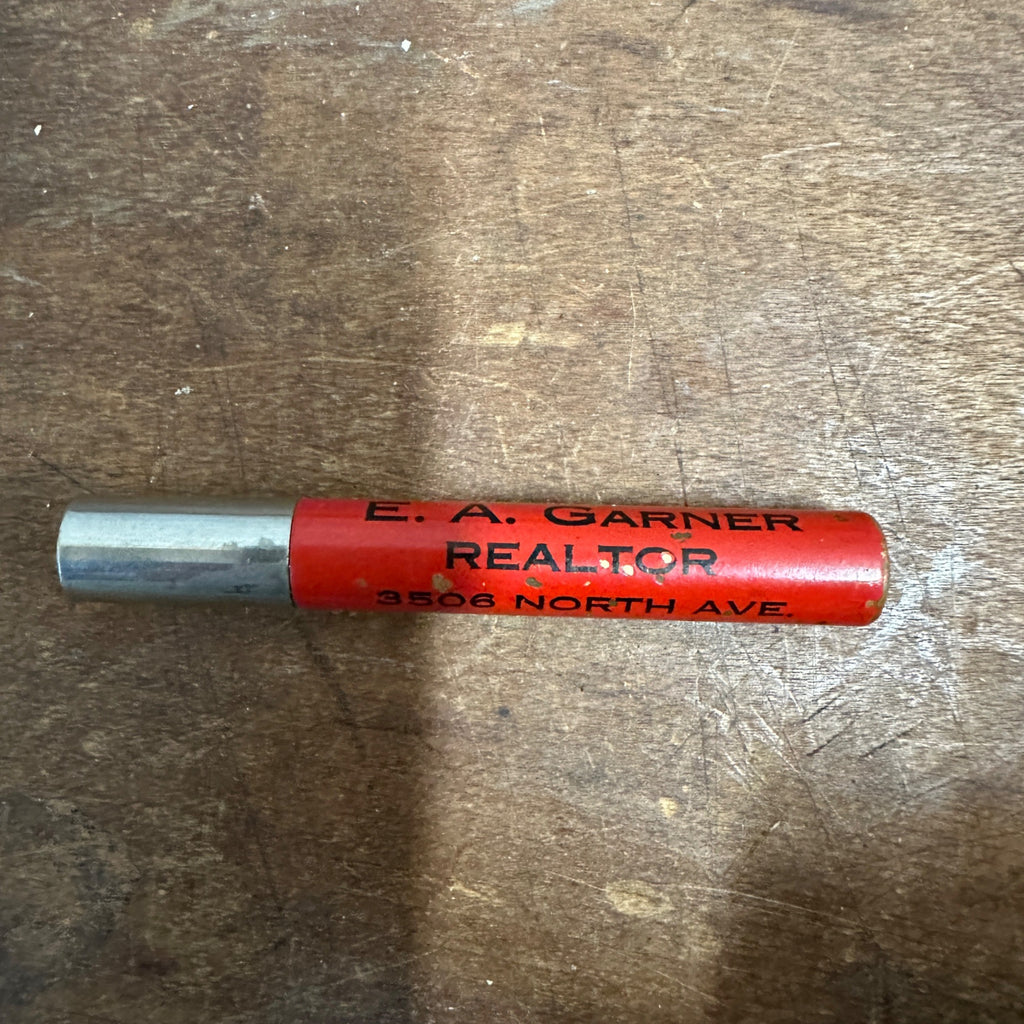 E. A. GARNER
REALTOR
3506 NORTH AVE.